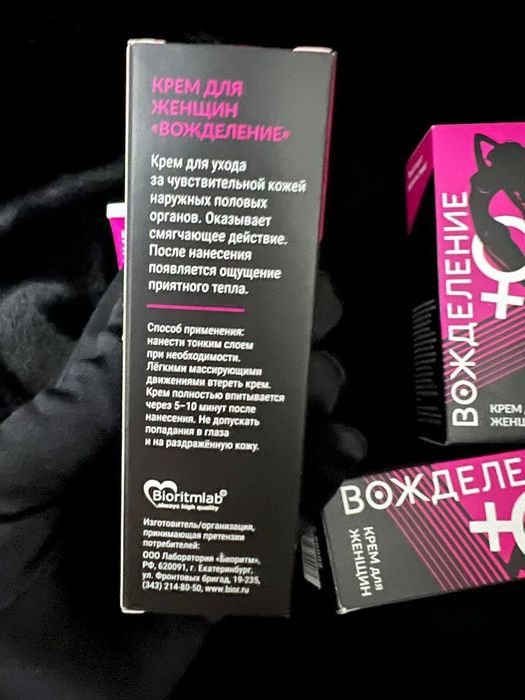 КРЕМ ДЛЯ
ЖЕНЩИН
«ВОЖДЕЛЕНИЕ»
Крем для ухода
за чувствительной кожей
наружных половых
органов. Оказывает
смягчающее действие.
После нанесения
появляется ощущение
приятного тепла.
Способ применения:
нанести тонким слоем
при необходимости.
Лёгкими массирующими
движениями втереть крем.
Крем полностью впитывается
через 5–10 минут после
нанесения. Не допускать
попадания в глаза
и на раздражённую кожу.
Bioritmlab®
always high quality
Изготовитель/организация,
принимающая претензии
потребителей:
ООО Лаборатория «Биоритм»,
РФ, 620091, г. Екатеринбург,
ул. Фронтовых бригад, 19-235,
(343) 214-80-50, www.bior.ru
ВОЖДЕЛЕНИЕ
КРЕМ Д
ЖЕНЩ
ВОЖДЕЛЕН
КРЕМ ДЛЯ
ЖЕНЩИН